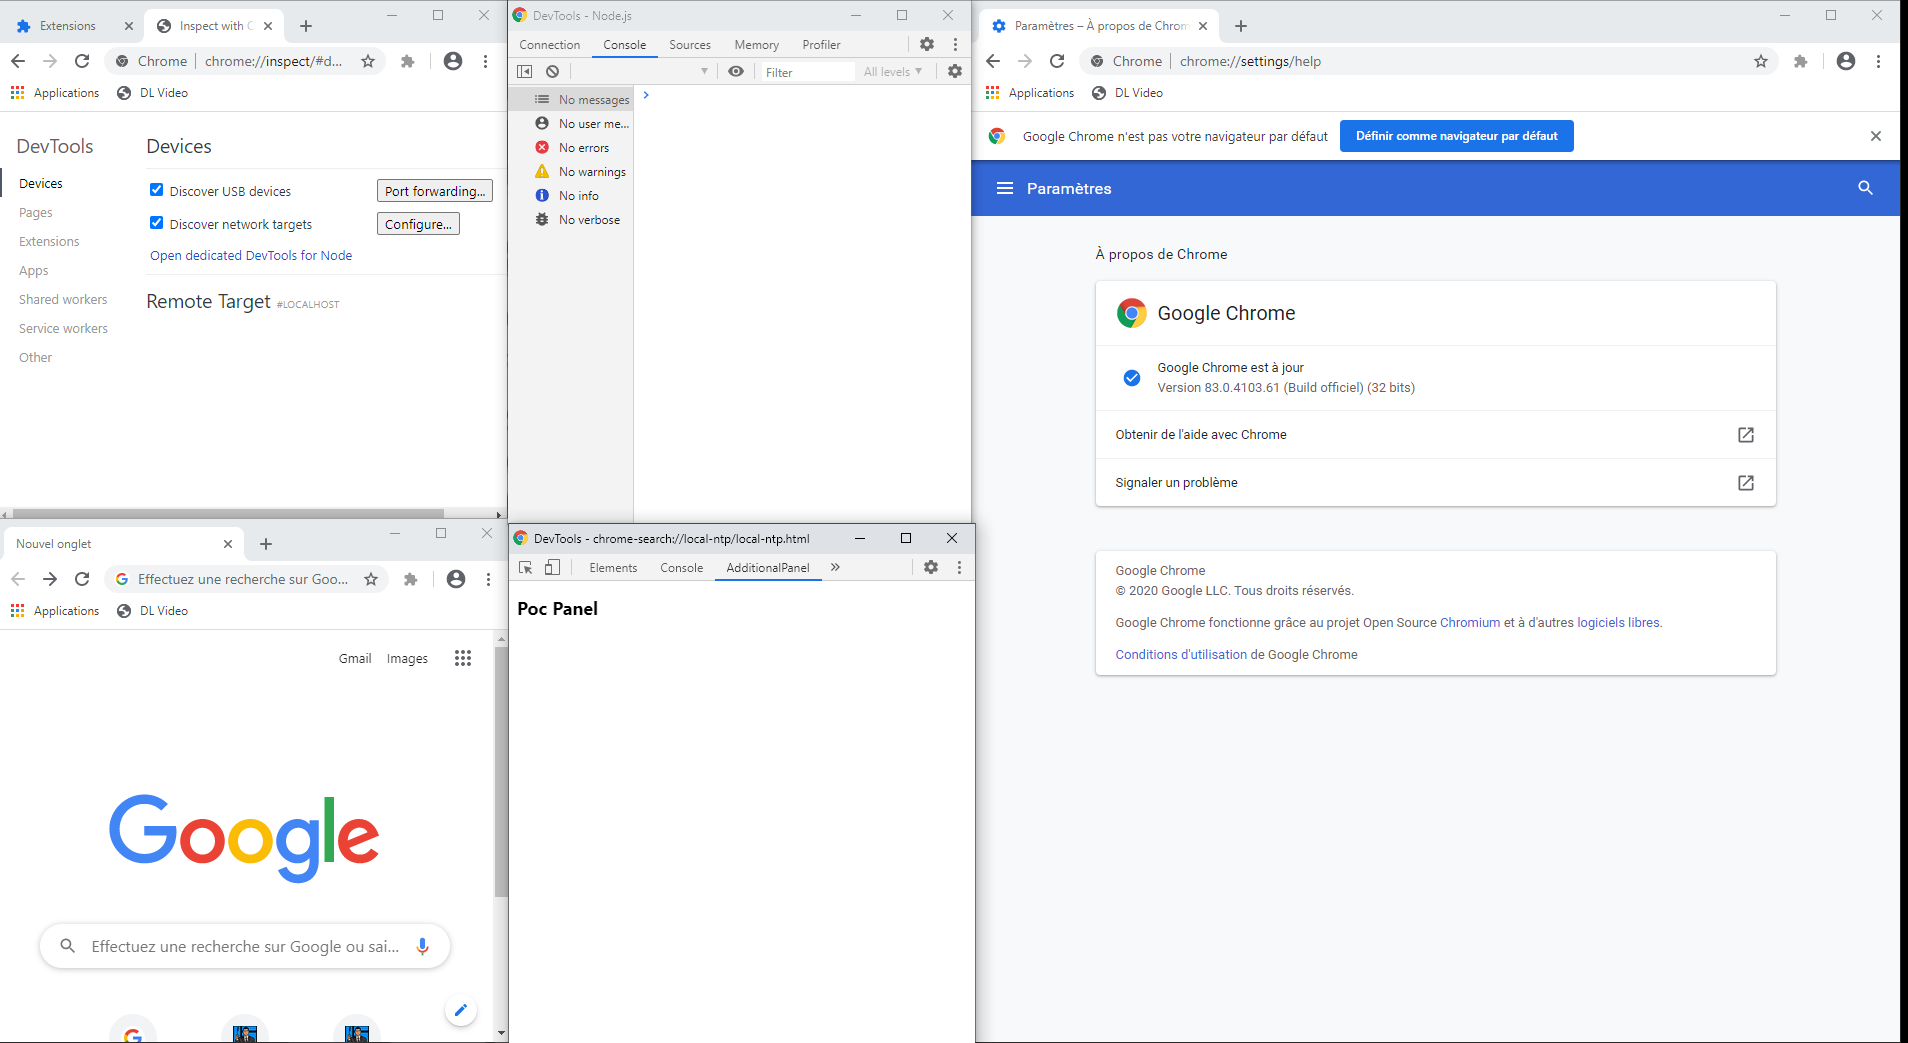 Extensions
Inspect with C
Chrome
chrome://inspect/#d...
Applications
DL Video
DevTools
Devices
Pages
Extensions
Apps
Shared workers
Service workers
Other
Devices
Discover USB devices
Port forwarding...
Discover network targets
Configure...
Open dedicated DevTools for Node
Remote Target #LOCALHOST
DevTools - Node.js
Connection
Console
Sources
Memory
Profiler
Filter
All levels
No messages
No user me...
No errors
No warnings
No info
No verbose
Paramètres – À propos de Chrom
Chrome
chrome://settings/help
Applications
DL Video
Google Chrome n'est pas votre navigateur par défaut
Définir comme navigateur par défaut
Paramètres
À propos de Chrome
Google Chrome
Google Chrome est à jour
Version 83.0.4103.61 (Build officiel) (32 bits)
Obtenir de l'aide avec Chrome
Signaler un problème
Google Chrome
© 2020 Google LLC. Tous droits réservés.
Google Chrome fonctionne grâce au projet Open Source Chromium et à d'autres logiciels libres.
Conditions d'utilisation de Google Chrome
Nouvel onglet
Effectuez une recherche sur Goo...
Applications
DL Video
Gmail
Images
Google
Effectuez une recherche sur Google ou sai...
DevTools - chrome-search://local-ntp/local-ntp.html
Elements
Console
AdditionalPanel
Poc Panel